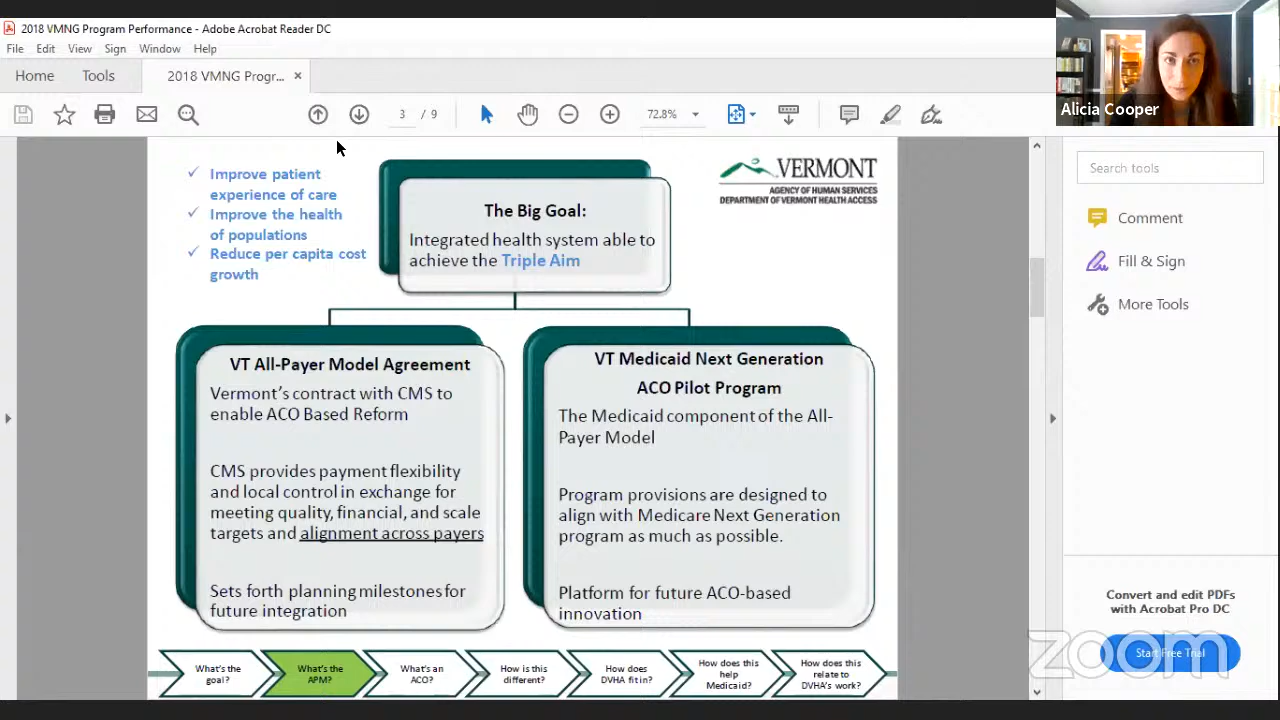 2018 VMNG Program Performance - Adobe Acrobat Reader DC
File Edit View Sign Window Help
Home Tools 2018 VMNG Progr... ×
3 / 9 72.8%
Alicia Cooper
Improve patient
experience of care
Improve the health
of populations
Reduce per capita cost
growth
The Big Goal:
Integrated health system able to
achieve the Triple Aim
VERMONT
AGENCY OF HUMAN SERVICES
DEPARTMENT OF VERMONT HEALTH ACCESS
VT All-Payer Model Agreement
Vermont's contract with CMS to
enable ACO Based Reform
CMS provides payment flexibility
and local control in exchange for
meeting quality, financial, and scale
targets and alignment across payers
Sets forth planning milestones for
future integration
VT Medicaid Next Generation
ACO Pilot Program
The Medicaid component of the All-
Payer Model
Program provisions are designed to
align with Medicare Next Generation
program as much as possible.
Platform for future ACO-based
innovation
What's the
goal?
What's the
APM?
What's an
ACO?
How is this
different?
How does
DVHA fit in?
How does this
help
Medicaid?
How does this
relate to
DVHA's work?
Search tools
Comment
Fill & Sign
More Tools
Convert and edit PDFs
with Acrobat Pro DC
Start Free Trial
zoom